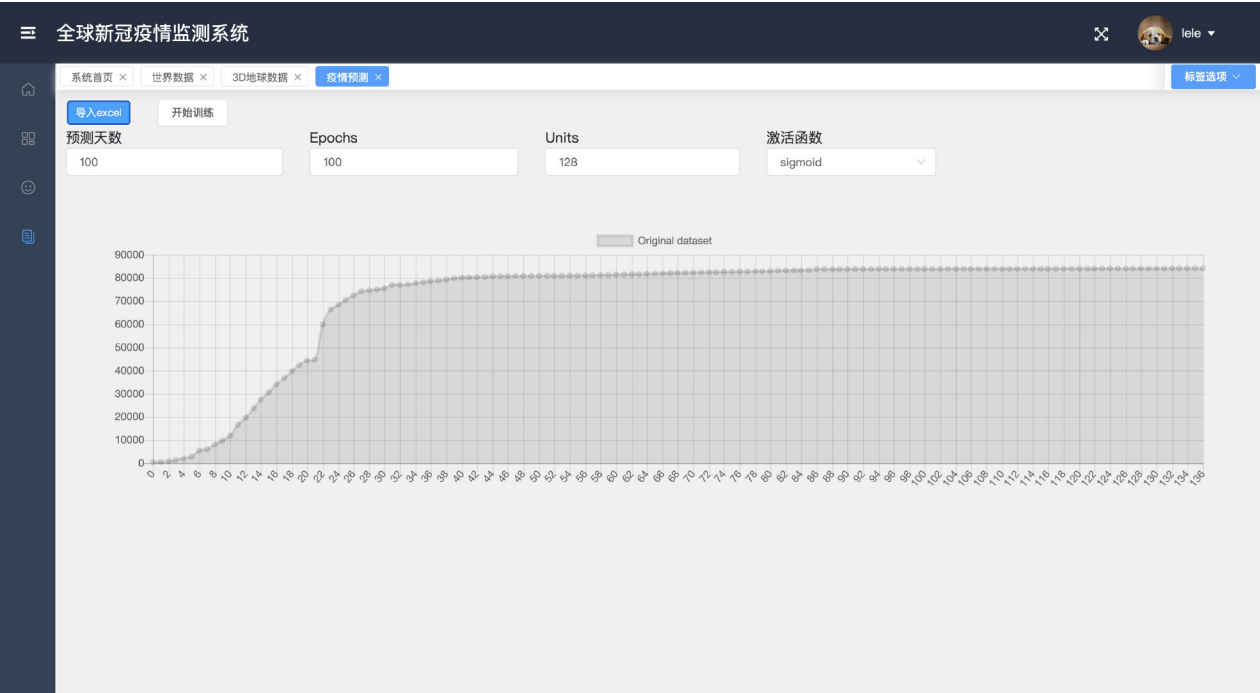 全球新冠疫情监测系统 lele
系统首页 世界数据 3D地球数据 疫情预测 标签选项
导入excel 开始训练
预测天数 Epochs Units 激活函数
100 100 128 sigmoid
Original dataset
90000
80000
70000
60000
50000
40000
30000
20000
10000
0
0 2 4 6 8 10 12 14 16 18 20 22 24 26 28 30 32 34 36 38 40 42 44 46 48 50 52 54 56 58 60 62 64 66 68 70 72 74 76 78 80 82 84 86 88 90 92 94 96 98 100 102 104 106 108 110 112 114 116 118 120 122 124 126 128 130 132 134 136